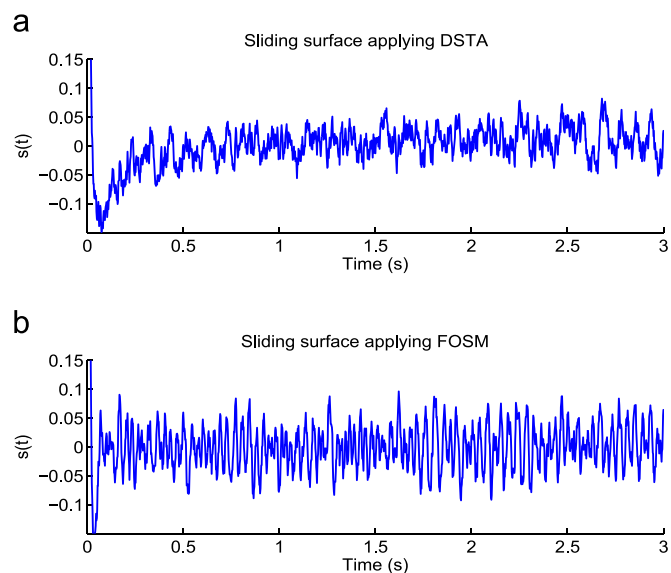 a
Sliding surface applying DSTA
0.15
0.1
0.05
0
−0.05
−0.1
s(t)
0 0.5 1 1.5 2 2.5 3
Time (s)
b
Sliding surface applying FOSM
0.15
0.1
0.05
0
−0.05
−0.1
s(t)
0 0.5 1 1.5 2 2.5 3
Time (s)